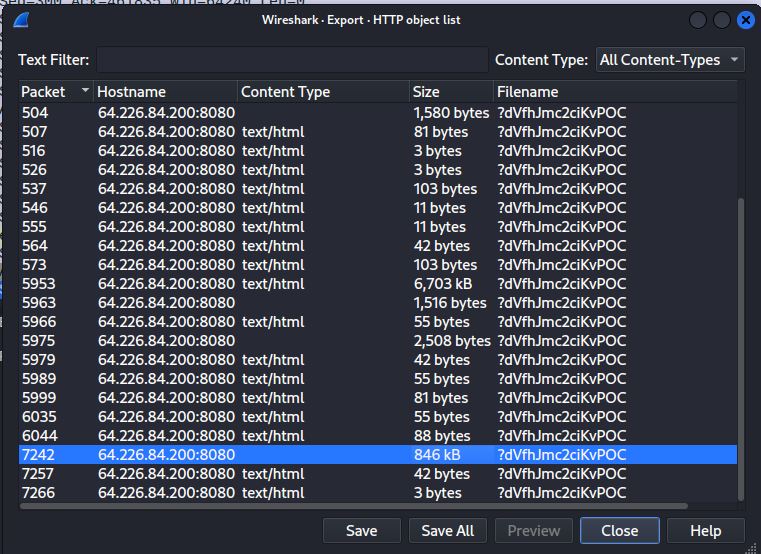 Wireshark · Export · HTTP object list
Text Filter: Content Type: All Content-Types
Packet Hostname Content Type Size Filename
504 64.226.84.200:8080 1,580 bytes ?dVfhJmc2ciKvPOC
507 64.226.84.200:8080 text/html 81 bytes ?dVfhJmc2ciKvPOC
516 64.226.84.200:8080 text/html 3 bytes ?dVfhJmc2ciKvPOC
526 64.226.84.200:8080 text/html 3 bytes ?dVfhJmc2ciKvPOC
537 64.226.84.200:8080 text/html 103 bytes ?dVfhJmc2ciKvPOC
546 64.226.84.200:8080 text/html 11 bytes ?dVfhJmc2ciKvPOC
555 64.226.84.200:8080 text/html 11 bytes ?dVfhJmc2ciKvPOC
564 64.226.84.200:8080 text/html 42 bytes ?dVfhJmc2ciKvPOC
573 64.226.84.200:8080 text/html 103 bytes ?dVfhJmc2ciKvPOC
5953 64.226.84.200:8080 text/html 6,703 kB ?dVfhJmc2ciKvPOC
5963 64.226.84.200:8080 1,516 bytes ?dVfhJmc2ciKvPOC
5966 64.226.84.200:8080 text/html 55 bytes ?dVfhJmc2ciKvPOC
5975 64.226.84.200:8080 2,508 bytes ?dVfhJmc2ciKvPOC
5979 64.226.84.200:8080 text/html 42 bytes ?dVfhJmc2ciKvPOC
5989 64.226.84.200:8080 text/html 55 bytes ?dVfhJmc2ciKvPOC
5999 64.226.84.200:8080 text/html 81 bytes ?dVfhJmc2ciKvPOC
6035 64.226.84.200:8080 text/html 55 bytes ?dVfhJmc2ciKvPOC
6044 64.226.84.200:8080 text/html 88 bytes ?dVfhJmc2ciKvPOC
7242 64.226.84.200:8080 846 kB ?dVfhJmc2ciKvPOC
7257 64.226.84.200:8080 text/html 42 bytes ?dVfhJmc2ciKvPOC
7266 64.226.84.200:8080 text/html 3 bytes ?dVfhJmc2ciKvPOC
Save Save All Preview Close Help